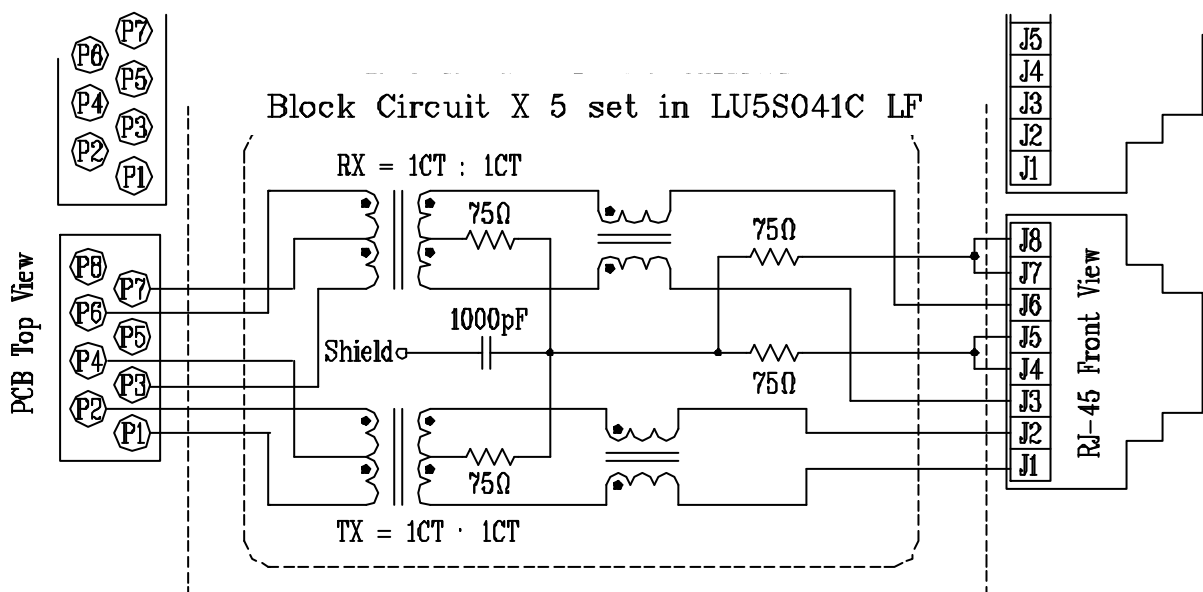 P7
P6
P5
P4
P3
P2
P1
J5
J4
J3
J2
J1
Block Circuit X 5 set in LU5S041C LF
RX = 1CT : 1CT
75Ω
75Ω
1000pF
Shield
75Ω
75Ω
TX = 1CT · 1CT
PCB Top View
P8
P7
P6
P5
P4
P3
P2
P1
J8
J7
J6
J5
J4
J3
J2
J1
RJ-45 Front View